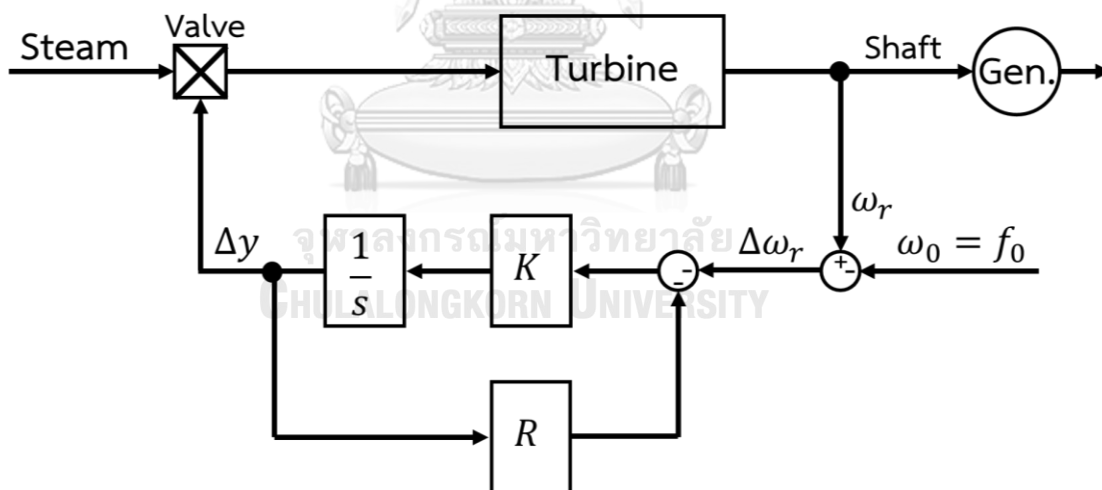 Steam
Valve
Turbine
Shaft
Gen.
ω_r
Δy
1/s
K
Δω_r
ω_0 = f_0
+
-
-
-
R
จุฬาลงกรณ์มหาวิทยาลัย
CHULALONGKORN UNIVERSITY